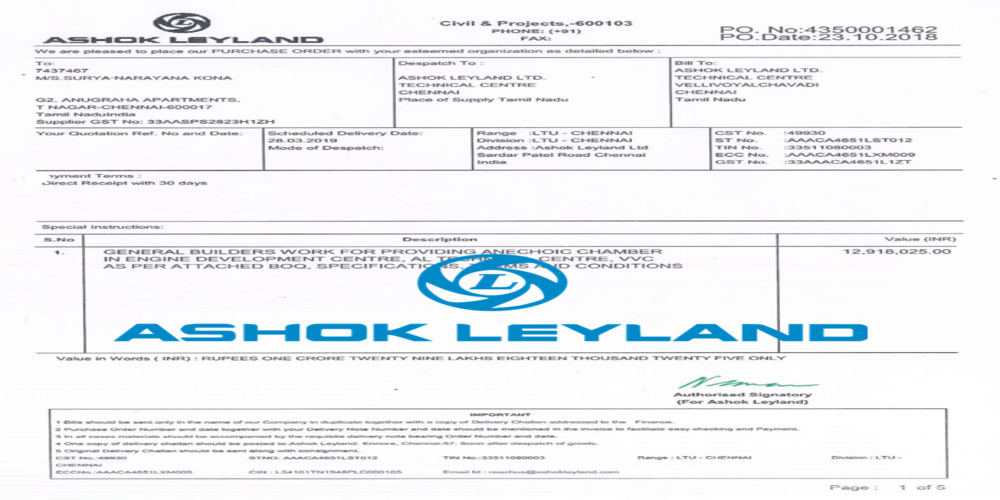 ASHOK LEYLAND
Civil & Projects,-600103
PHONE: (+91)
FAX:
PO. No:4350001462
PO.Date:23.10.2018
We are pleased to place our PURCHASE ORDER with your esteemed organization as detailed below :
To:
7437467
M/S.SURYA-NARAYANA KONA
G2, ANUGRAHA APARTMENTS,
T NAGAR-CHENNAI-600017
Tamil NaduIndia
Supplier GST No: 33AASPS2823H1ZH
Despatch To :
ASHOK LEYLAND LTD.
TECHNICAL CENTRE
CHENNAI
Place of Supply Tamil Nadu
Bill To:
ASHOK LEYLAND LTD.
TECHNICAL CENTRE
VELLIVOYALCHAVADI
CHENNAI
Tamil Nadu
Your Quotation Ref. No and Date:
Scheduled Delivery Date:
28.03.2019
Mode of Despatch:
Range :LTU - CHENNAI
Division :LTU - CHENNAI
Address :Ashok Leyland Ltd
Sardar Patel Road Chennai
India
CST No. :49930
ST No. :AAACA4651LST012
TIN No. :33511080003
ECC No. :AAACA4651LXM009
GST No. :33AAACA4651L1ZT
yment Terms :
Direct Receipt with 30 days
Special Instructions:
S.No Description Value (INR)
1. GENERAL BUILDERS WORK FOR PROVIDING ANECHOIC CHAMBER 12,918,025.00
IN ENGINE DEVELOPMENT CENTRE, AL CENTRE, VVC
AS PER ATTACHED BOQ, SPECIFICATIONS, CONDITIONS
L
ASHOK LEYLAND
Value in Words ( INR) : RUPEES ONE CRORE TWENTY NINE LAKHS EIGHTEEN THOUSAND TWENTY FIVE ONLY
Authorised Signatory
(For Ashok Leyland)
IMPORTANT
1 Bills should be sent only in the name of our Company in duplicate together with a copy of Delivery Challan addressed to the Finance.
2 Purchase Order Number and date together with your Delivery Note Number and date should be mentioned in the invoice to facilitate easy checking and Payment.
3 In all cases materials should be accompanied by the requisite delivery note bearing Order Number and date.
4 One copy of delivery challan should be posted to Ashok Leyland. Ennore, Chennai-57. Soon after despatch of goods.
5 Original Delivery Challan should be sent along with consignment.
CST No.:49930 STNO: AAACA4651LST012 TIN No.:33511080003 Range : LTU - CHENNAI Division : LTU -
CHENNAI
ECCNo.:AAACA4651LXM005 CIN : L34101TN1948PLC000105 Email Id : reachus@ashokleyland.com
Page : 1 of 5